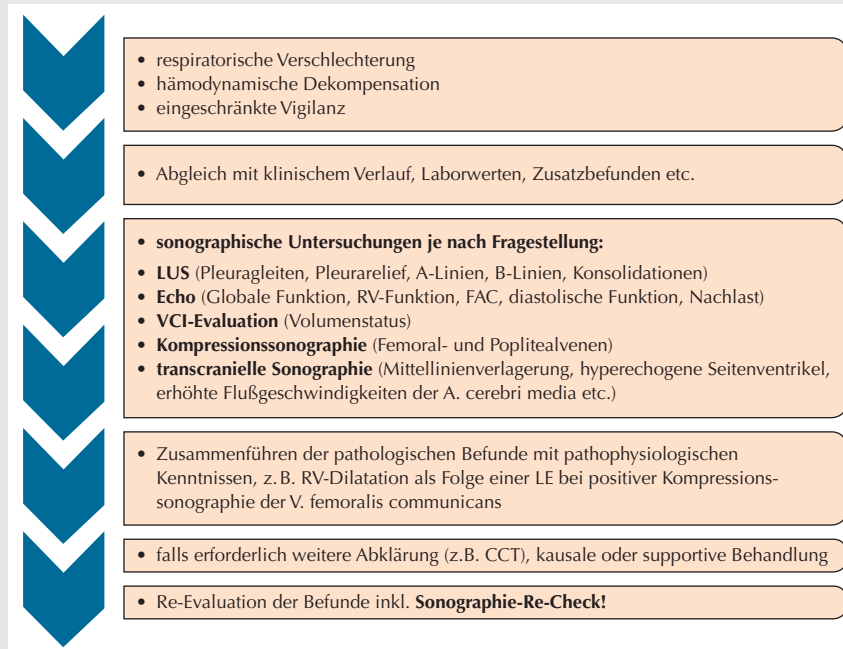 • respiratorische Verschlechterung
• hämodynamische Dekompensation
• eingeschränkte Vigilanz
• Abgleich mit klinischem Verlauf, Laborwerten, Zusatzbefunden etc.
• sonographische Untersuchungen je nach Fragestellung:
• LUS (Pleuragleiten, Pleurarelief, A-Linien, B-Linien, Konsolidationen)
• Echo (Globale Funktion, RV-Funktion, FAC, diastolische Funktion, Nachlast)
• VCI-Evaluation (Volumenstatus)
• Kompressionssonographie (Femoral- und Poplitealvenen)
• transcranielle Sonographie (Mittellinienverlagerung, hyperechogene Seitenventrikel,
erhöhte Flußgeschwindigkeiten der A. cerebri media etc.)
• Zusammenführen der pathologischen Befunde mit pathophysiologischen
Kenntnissen, z. B. RV-Dilatation als Folge einer LE bei positiver Kompressions-
sonographie der V. femoralis communicans
• falls erforderlich weitere Abklärung (z.B. CCT), kausale oder supportive Behandlung
• Re-Evaluation der Befunde inkl. Sonographie-Re-Check!